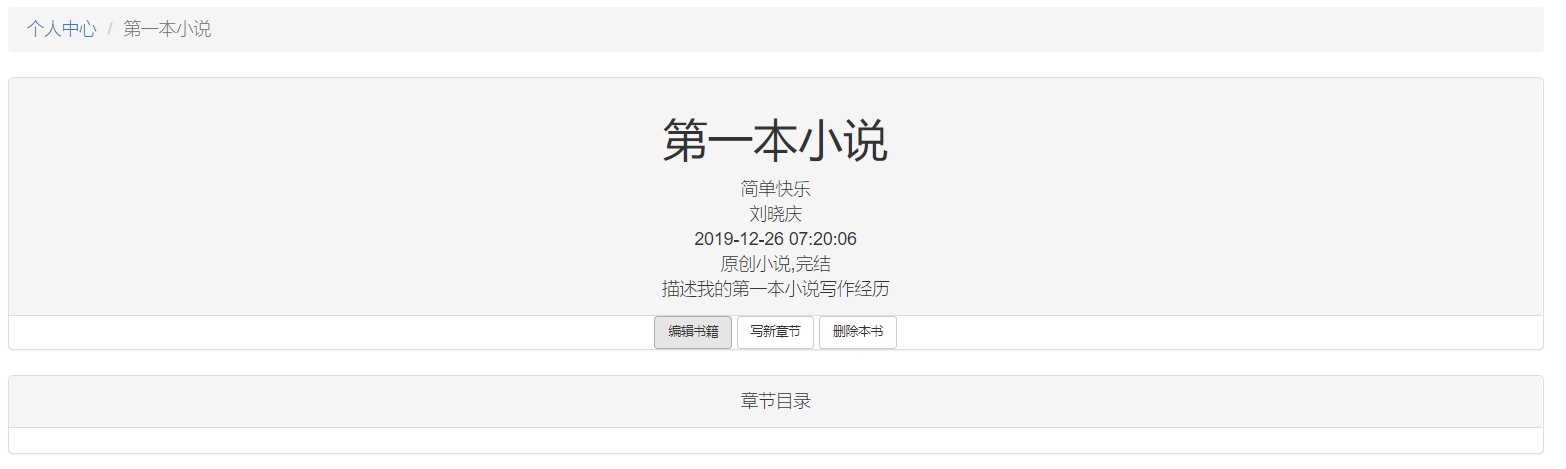 个人中心 / 第一本小说
第一本小说
简单快乐
刘晓庆
2019-12-26 07:20:06
原创小说,完结
描述我的第一本小说写作经历
编辑书籍 写新章节 删除本书
章节目录